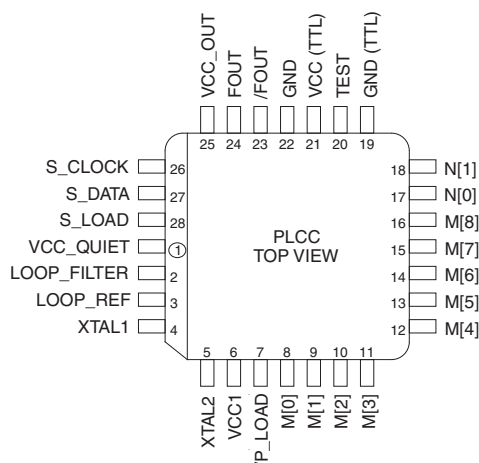 VCC_OUT
FOUT
/FOUT
GND
VCC (TTL)
TEST
GND (TTL)
25 24 23 22 21 20 19
S_CLOCK 26
S_DATA 27
S_LOAD 28
VCC_QUIET 1
LOOP_FILTER 2
LOOP_REF 3
XTAL1 4
PLCC
TOP VIEW
18 N[1]
17 N[0]
16 M[8]
15 M[7]
14 M[6]
13 M[5]
12 M[4]
5 6 7 8 9 10 11
XTAL2
VCC1
P_LOAD
M[0]
M[1]
M[2]
M[3]